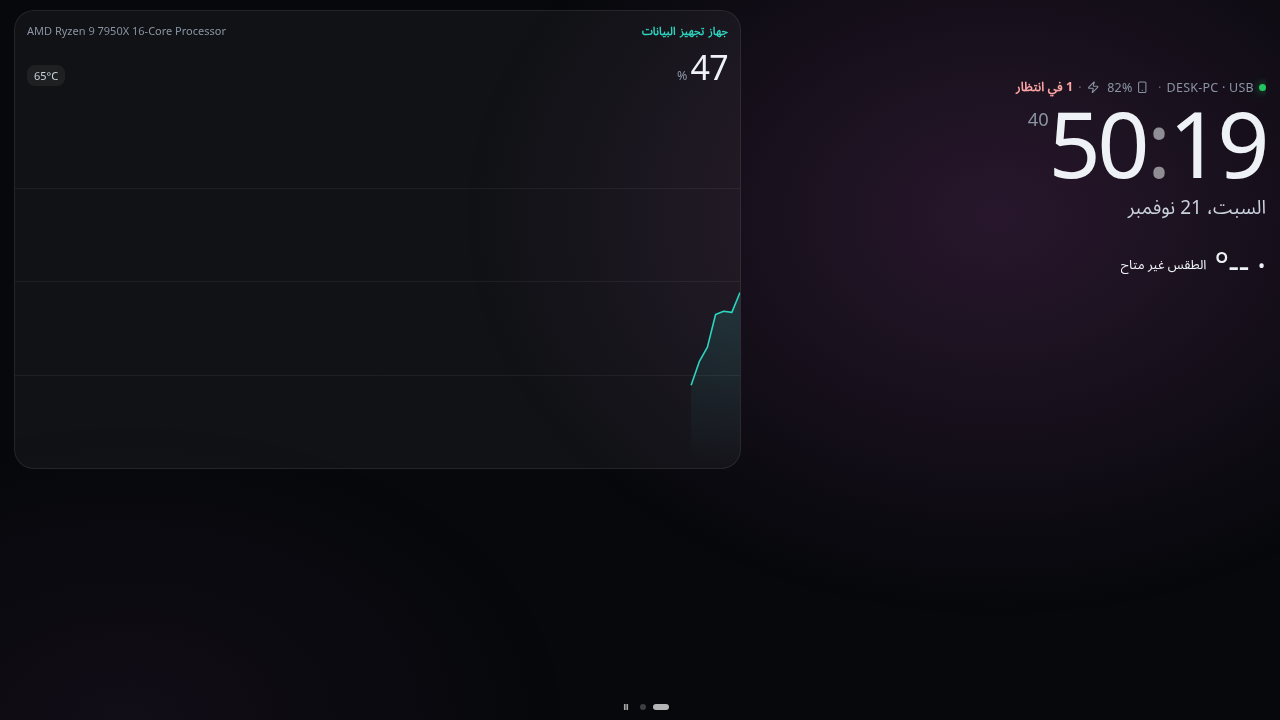 جهاز تجهيز البيانات
AMD Ryzen 9 7950X 16-Core Processor
47 %
65°C
DESK-PC · USB · 82% · 1 في انتظار
50:19 40
السبت، 21 نوفمبر
• --° الطقس غير متاح